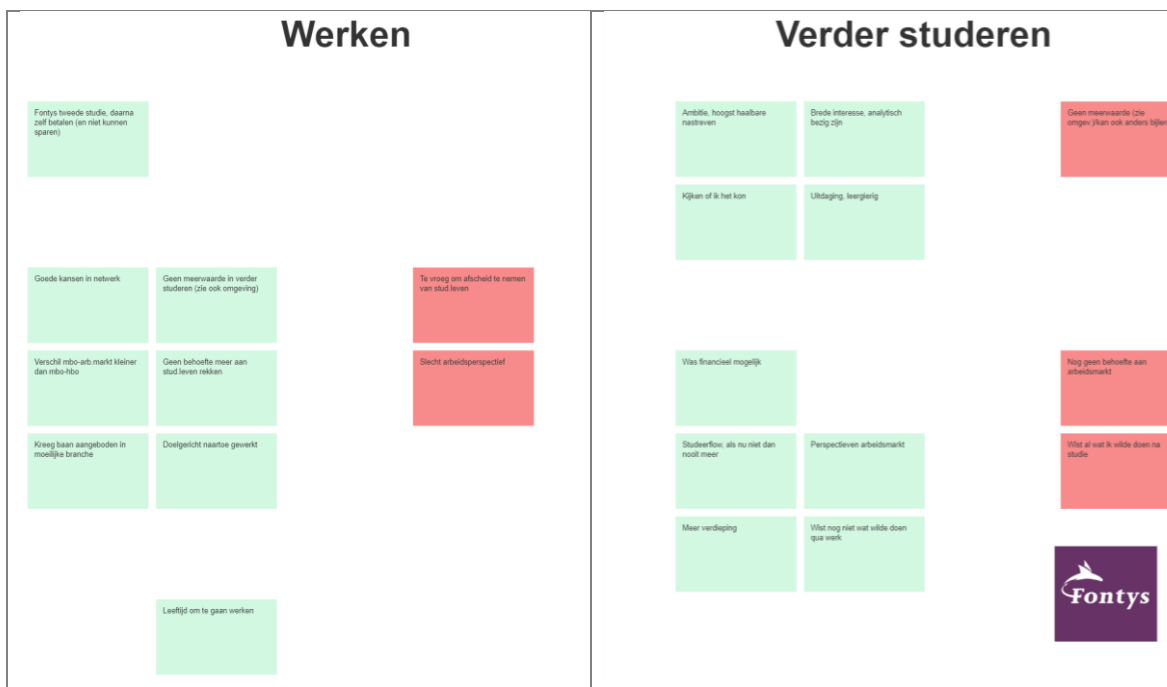 Werken
Fontys tweede studie, daarna
zelf betalen (en niet kunnen
sparen)
Goede kansen in netwerk
Geen meerwaarde in verder
studeren (zie ook omgeving)
Te vroeg om afscheid te nemen
van stud.leven
Verschil mbo-arb.markt kleiner
dan mbo-hbo
Geen behoefte meer aan
stud.leven rekken
Slecht arbeidsperspectief
Kreeg baan aangeboden in
moeilijke branche
Doelgericht naartoe gewerkt
Leeftijd om te gaan werken
Verder studeren
Ambitie, hoogst haalbare
nastreven
Brede interesse, analytisch
bezig zijn
Geen meerwaarde (zie
omgev.)/kan ook anders bijler
Kijken of ik het kon
Uitdaging, leergierig
Was financieel mogelijk
Nog geen behoefte aan
arbeidsmarkt
Studeerflow, als nu niet dan
nooit meer
Perspectieven arbeidsmarkt
Wist al wat ik wilde doen na
studie
Meer verdieping
Wist nog niet wat wilde doen
qua werk
Fontys